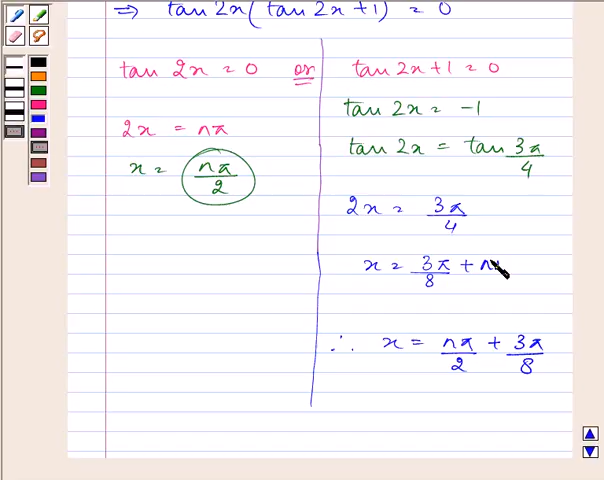 ⇒ tan 2x ( tan 2x + 1 ) = 0
tan 2x = 0 or
2x = nπ
x = nπ/2
tan 2x + 1 = 0
tan 2x = -1
tan 2x = tan 3π/4
2x = 3π/4
x = 3π/8 + n
∴ x = nπ/2 + 3π/8